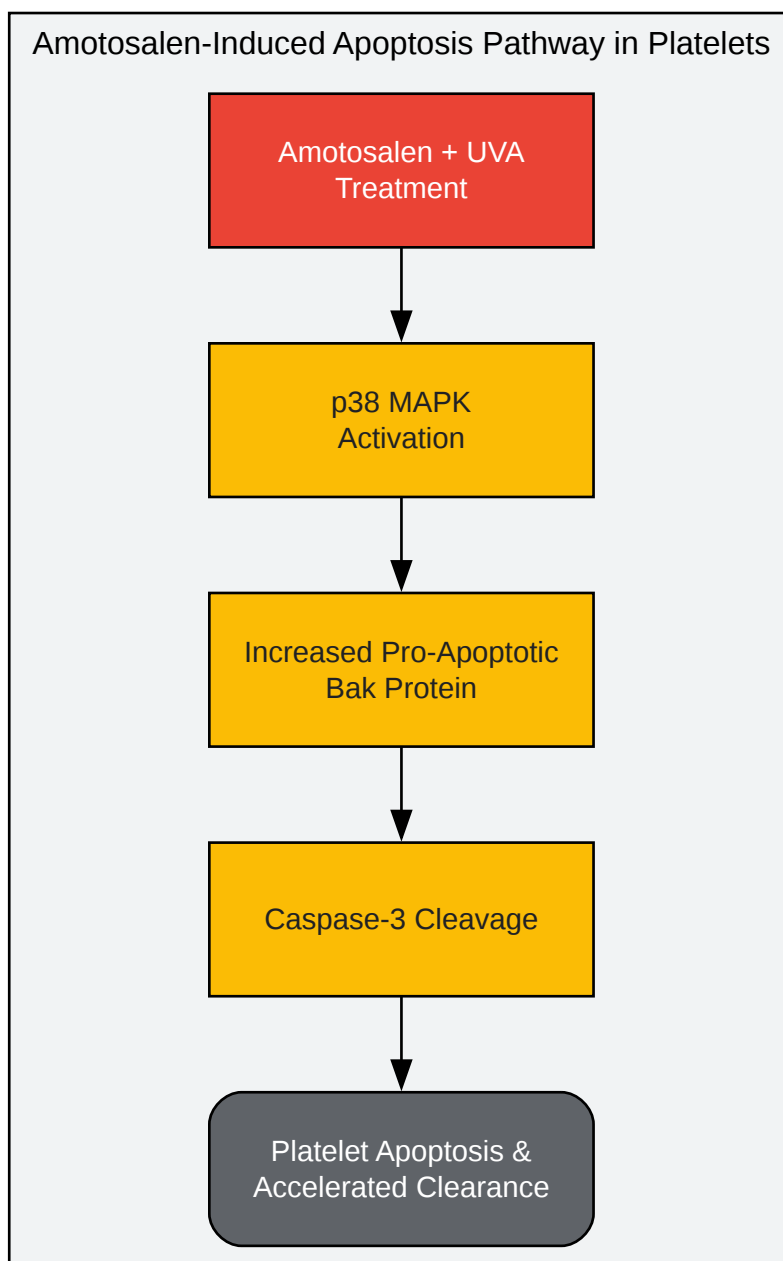 Amotosalen-Induced Apoptosis Pathway in Platelets
Amotosalen + UVA
Treatment
p38 MAPK
Activation
Increased Pro-Apoptotic
Bak Protein
Caspase-3 Cleavage
Platelet Apoptosis &
Accelerated Clearance